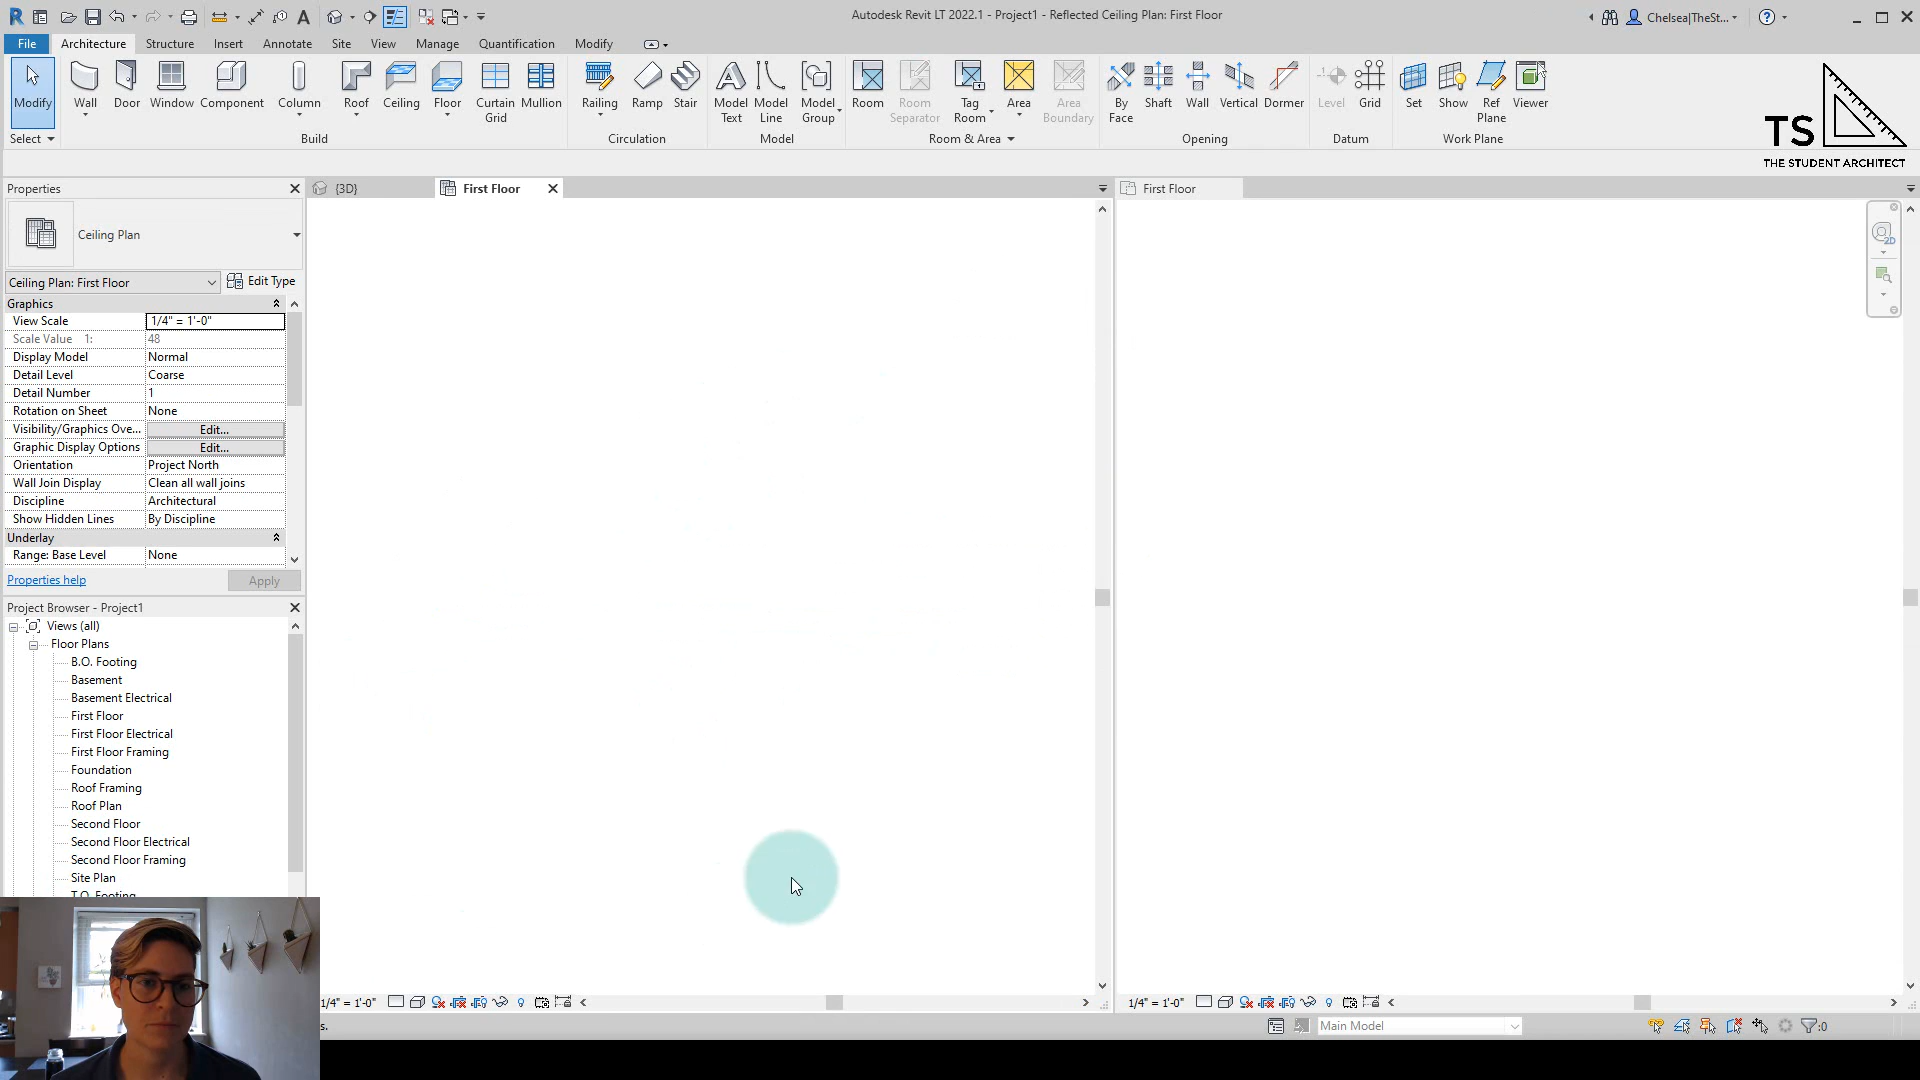 Autodesk Revit LT 2022.1 - Project1 - Reflected Ceiling Plan: First Floor
Chelsea|TheSt...
File Architecture Structure Insert Annotate Site View Manage Quantification Modify
Modify Wall Door Window Component Column Roof Ceiling Floor Curtain Grid Mullion Railing Ramp Stair Model Text Model Line Model Group Room Room Separator Tag Room Area Area Boundary By Face Shaft Wall Vertical Dormer Level Grid Set Show Ref Plane Viewer
Select Build Circulation Model Room & Area Opening Datum Work Plane
TS
THE STUDENT ARCHITECT
Properties
{3D} First Floor
First Floor
Ceiling Plan
2D
Ceiling Plan: First Floor Edit Type
Graphics
View Scale 1/4" = 1'-0"
Scale Value 1: 48
Display Model Normal
Detail Level Coarse
Detail Number 1
Rotation on Sheet None
Visibility/Graphics Ove... Edit...
Graphic Display Options Edit...
Orientation Project North
Wall Join Display Clean all wall joins
Discipline Architectural
Show Hidden Lines By Discipline
Underlay
Range: Base Level None
Properties help Apply
Project Browser - Project1
Views (all)
Floor Plans
B.O. Footing
Basement
Basement Electrical
First Floor
First Floor Electrical
First Floor Framing
Foundation
Roof Framing
Roof Plan
Second Floor
Second Floor Electrical
Second Floor Framing
Site Plan
T.O. Footing
1/4" = 1'-0"
1/4" = 1'-0"
s.
Main Model
:0